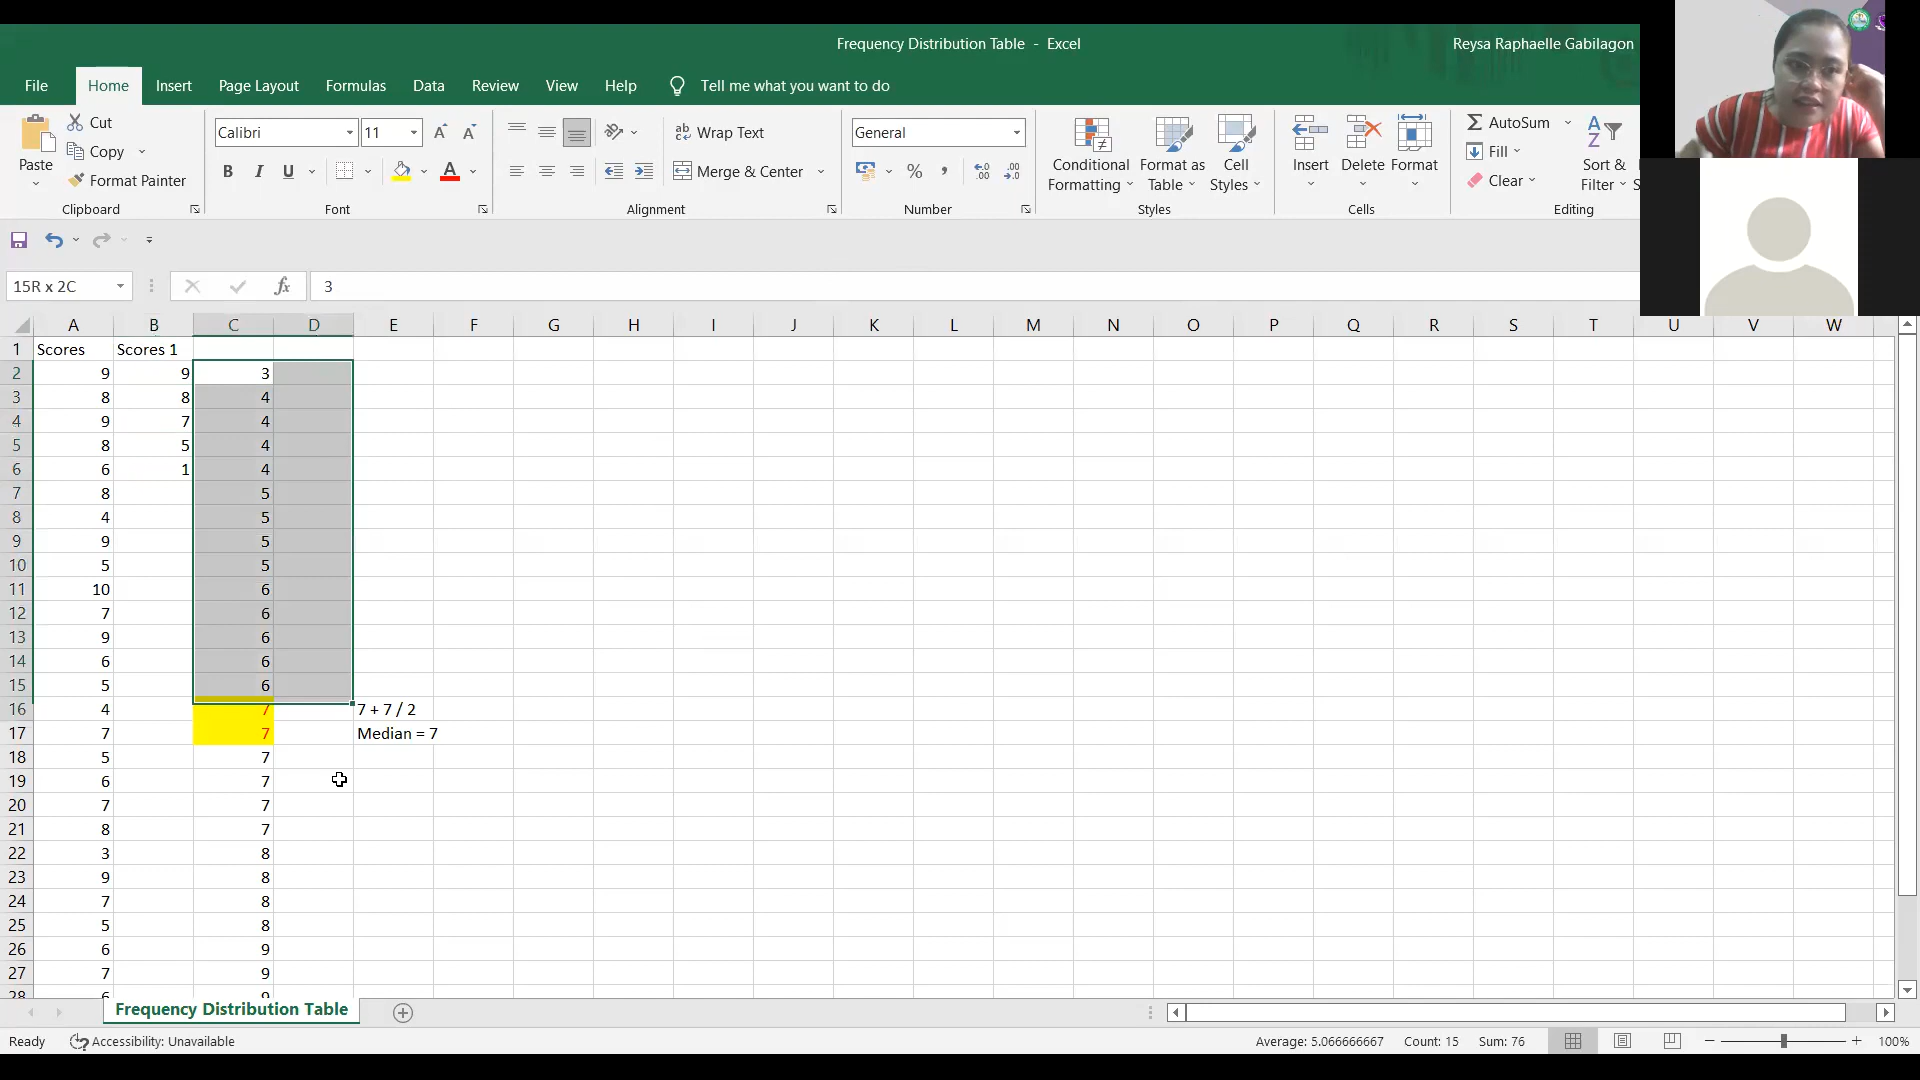 Frequency Distribution Table - Excel
Reysa Raphaelle Gabilagon
File Home Insert Page Layout Formulas Data Review View Help Tell me what you want to do
Cut
Copy
Format Painter
Paste
Clipboard
Calibri 11
B I U
Font
Wrap Text
Merge & Center
Alignment
General
%
Number
Conditional Formatting
Format as Table
Cell Styles
Styles
Insert Delete Format
Cells
AutoSum
Fill
Clear
Sort & Filter
Editing
15R x 2C fx 3
A B C D E F G H I J K L M N O P Q R S T U V W
1 Scores Scores 1
2 9 9 3
3 8 8 4
4 9 7 4
5 8 5 4
6 6 1 4
7 8 5
8 4 5
9 9 5
10 5 5
11 10 6
12 7 6
13 9 6
14 6 6
15 5 6
16 4 7 7 + 7 / 2
17 7 7 Median = 7
18 5 7
19 6 7
20 7 7
21 8 7
22 3 8
23 9 8
24 7 8
25 5 8
26 6 9
27 7 9
28 6 9
Frequency Distribution Table
Ready Accessibility: Unavailable Average: 5.066666667 Count: 15 Sum: 76 100%